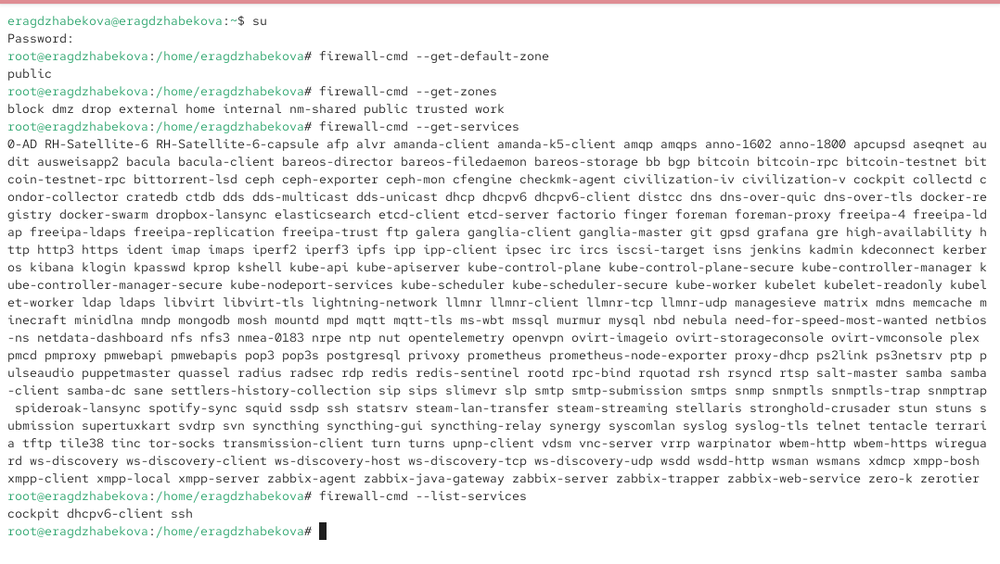 eragdzhabekova@eragdzhabekova:~$ su
Password:
root@eragdzhabekova:/home/eragdzhabekova# firewall-cmd --get-default-zone
public
root@eragdzhabekova:/home/eragdzhabekova# firewall-cmd --get-zones
block dmz drop external home internal nm-shared public trusted work
root@eragdzhabekova:/home/eragdzhabekova# firewall-cmd --get-services
0-AD RH-Satellite-6 RH-Satellite-6-capsule afp alvr amanda-client amanda-k5-client amqp amqps anno-1602 anno-1800 apcupsd aseqnet au
dit ausweisapp2 bacula bacula-client bareos-director bareos-filedaemon bareos-storage bb bgp bitcoin bitcoin-rpc bitcoin-testnet bit
coin-testnet-rpc bittorrent-lsd ceph ceph-exporter ceph-mon cfengine checkmk-agent civilization-iv civilization-v cockpit collectd c
ondor-collector cratedb ctdb dds dds-multicast dds-unicast dhcp dhcpv6 dhcpv6-client distcc dns dns-over-quic dns-over-tls docker-re
gistry docker-swarm dropbox-lansync elasticsearch etcd-client etcd-server factorio finger foreman foreman-proxy freeipa-4 freeipa-ld
ap freeipa-ldaps freeipa-replication freeipa-trust ftp galera ganglia-client ganglia-master git gpsd grafana gre high-availability h
ttp http3 https ident imap imaps iperf2 iperf3 ipfs ipp ipp-client ipsec irc ircs iscsi-target isns jenkins kadmin kdeconnect kerber
os kibana klogin kpasswd kprop kshell kube-api kube-apiserver kube-control-plane kube-control-plane-secure kube-controller-manager k
ube-controller-manager-secure kube-nodeport-services kube-scheduler kube-scheduler-secure kube-worker kubelet kubelet-readonly kubel
et-worker ldap ldaps libvirt libvirt-tls lightning-network llmnr llmnr-client llmnr-tcp llmnr-udp managesieve matrix mdns memcache m
inecraft minidlna mndp mongodb mosh mountd mpd mqtt mqtt-tls ms-wbt mssql murmur mysql nbd nebula need-for-speed-most-wanted netbios
-ns netdata-dashboard nfs nfs3 nmea-0183 nrpe ntp nut opentelemetry openvpn ovirt-imageio ovirt-storageconsole ovirt-vmconsole plex
pmcd pmproxy pmwebapi pmwebapis pop3 pop3s postgresql privoxy prometheus prometheus-node-exporter proxy-dhcp ps2link ps3netsrv ptp p
ulseaudio puppetmaster quassel radius radsec rdp redis redis-sentinel rootd rpc-bind rquotad rsh rsyncd rtsp salt-master samba samba
-client samba-dc sane settlers-history-collection sip sips slimevr slp smtp smtp-submission smtps snmp snmptls snmptls-trap snmptrap
 spideroak-lansync spotify-sync squid ssdp ssh statsrv steam-lan-transfer steam-streaming stellaris stronghold-crusader stun stuns s
ubmission supertuxkart svdrp svn syncthing syncthing-gui syncthing-relay synergy syscomlan syslog syslog-tls telnet tentacle terrari
a tftp tile38 tinc tor-socks transmission-client turn turns upnp-client vdsm vnc-server vrrp warpinator wbem-http wbem-https wiregua
rd ws-discovery ws-discovery-client ws-discovery-host ws-discovery-tcp ws-discovery-udp wsdd wsdd-http wsman wsmans xdmcp xmpp-bosh
xmpp-client xmpp-local xmpp-server zabbix-agent zabbix-java-gateway zabbix-server zabbix-trapper zabbix-web-service zero-k zerotier
root@eragdzhabekova:/home/eragdzhabekova# firewall-cmd --list-services
cockpit dhcpv6-client ssh
root@eragdzhabekova:/home/eragdzhabekova#